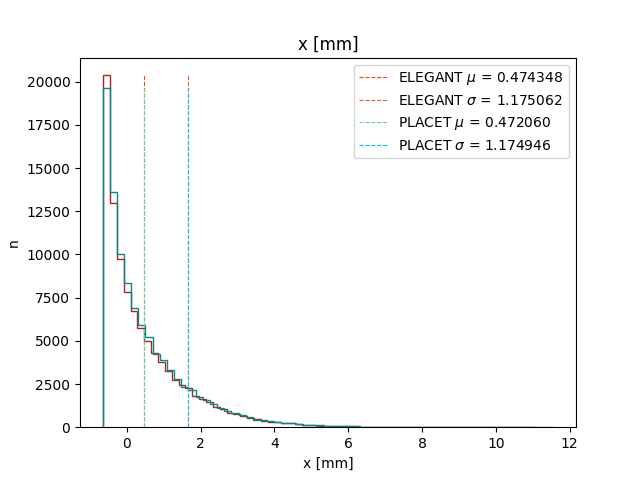 x [mm]
ELEGANT μ = 0.474348
ELEGANT σ = 1.175062
PLACET μ = 0.472060
PLACET σ = 1.174946
20000
17500
15000
12500
10000
7500
5000
2500
0
n
0 2 4 6 8 10 12
x [mm]